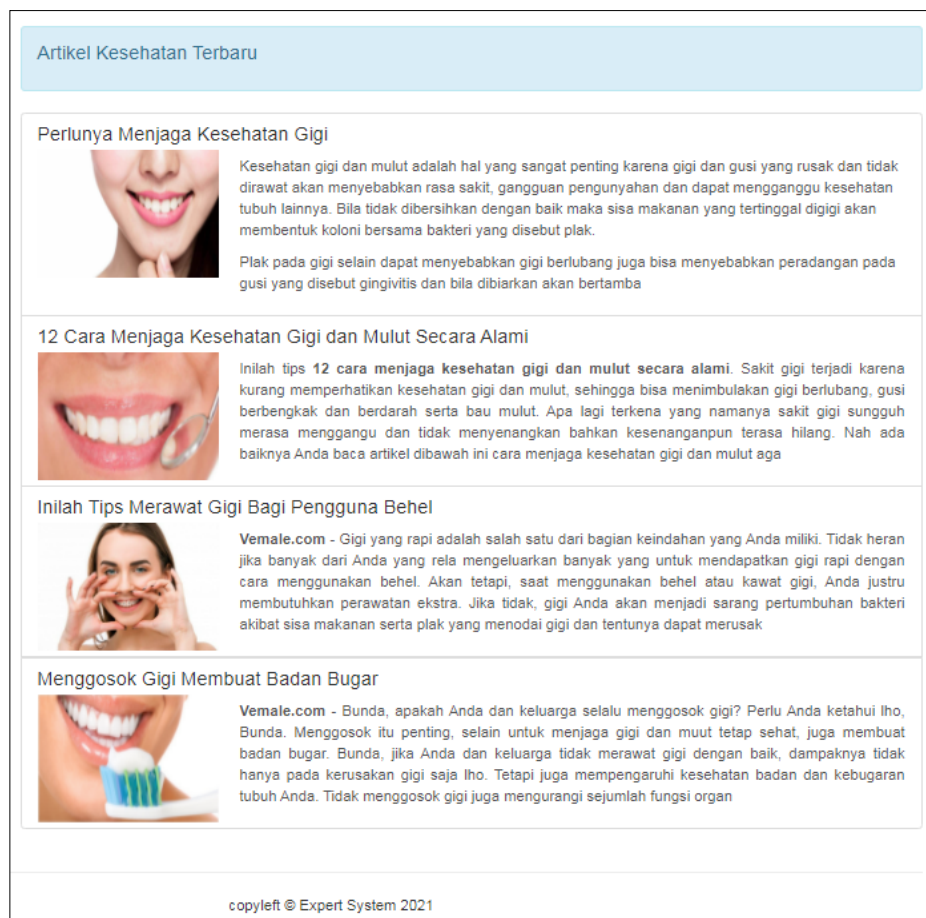 Artikel Kesehatan Terbaru
Perlunya Menjaga Kesehatan Gigi
Kesehatan gigi dan mulut adalah hal yang sangat penting karena gigi dan gusi yang rusak dan tidak
dirawat akan menyebabkan rasa sakit, gangguan pengunyahan dan dapat mengganggu kesehatan
tubuh lainnya. Bila tidak dibersihkan dengan baik maka sisa makanan yang tertinggal digigi akan
membentuk koloni bersama bakteri yang disebut plak.
Plak pada gigi selain dapat menyebabkan gigi berlubang juga bisa menyebabkan peradangan pada
gusi yang disebut gingivitis dan bila dibiarkan akan bertamba
12 Cara Menjaga Kesehatan Gigi dan Mulut Secara Alami
Inilah tips 12 cara menjaga kesehatan gigi dan mulut secara alami. Sakit gigi terjadi karena
kurang memperhatikan kesehatan gigi dan mulut, sehingga bisa menimbulakan gigi berlubang, gusi
berbengkak dan berdarah serta bau mulut. Apa lagi terkena yang namanya sakit gigi sungguh
merasa menggangu dan tidak menyenangkan bahkan kesenanganpun terasa hilang. Nah ada
baiknya Anda baca artikel dibawah ini cara menjaga kesehatan gigi dan mulut aga
Inilah Tips Merawat Gigi Bagi Pengguna Behel
Vemale.com - Gigi yang rapi adalah salah satu dari bagian keindahan yang Anda miliki. Tidak heran
jika banyak dari Anda yang rela mengeluarkan banyak yang untuk mendapatkan gigi rapi dengan
cara menggunakan behel. Akan tetapi, saat menggunakan behel atau kawat gigi, Anda justru
membutuhkan perawatan ekstra. Jika tidak, gigi Anda akan menjadi sarang pertumbuhan bakteri
akibat sisa makanan serta plak yang menodai gigi dan tentunya dapat merusak
Menggosok Gigi Membuat Badan Bugar
Vemale.com - Bunda, apakah Anda dan keluarga selalu menggosok gigi? Perlu Anda ketahui lho,
Bunda. Menggosok itu penting, selain untuk menjaga gigi dan muut tetap sehat, juga membuat
badan bugar. Bunda, jika Anda dan keluarga tidak merawat gigi dengan baik, dampaknya tidak
hanya pada kerusakan gigi saja lho. Tetapi juga mempengaruhi kesehatan badan dan kebugaran
tubuh Anda. Tidak menggosok gigi juga mengurangi sejumlah fungsi organ
copyleft © Expert System 2021